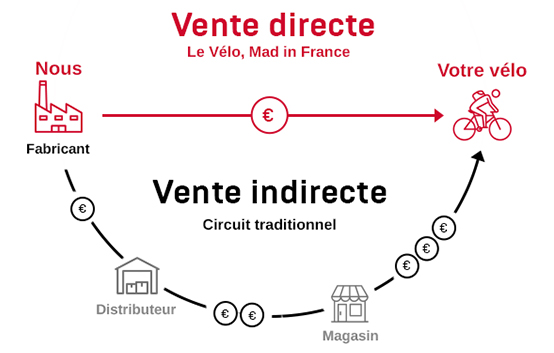 Vente directe
Le Vélo, Mad in France
Nous
Votre vélo
€
Fabricant
Vente indirecte
Circuit traditionnel
€
€
€
€
Distributeur
€ €
Magasin